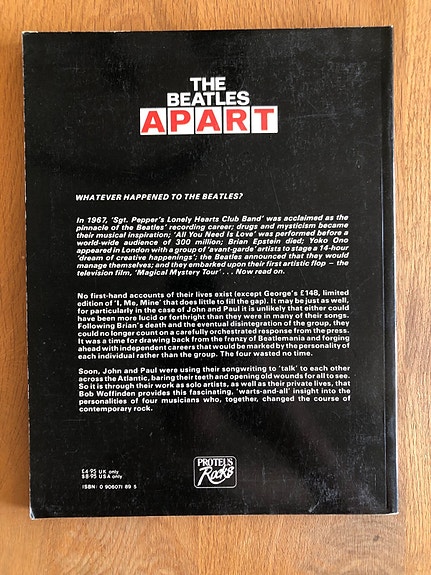 THE
BEATLES
APART
WHATEVER HAPPENED TO THE BEATLES?
In 1967, 'Sgt. Pepper's Lonely Hearts Club Band' was acclaimed as the
pinnacle of the Beatles' recording career; drugs and mysticism became
their musical inspiration; 'All You Need Is Love' was performed before a
world-wide audience of 300 million; Brian Epstein died; Yoko Ono
appeared in London with a group of 'avant-garde' artists to stage a 14-hour
'dream of creative happenings'; the Beatles announced that they would
manage themselves; and they embarked upon their first artistic flop – the
television film, 'Magical Mystery Tour' . . . Now read on.
No first-hand accounts of their lives exist (except George's £148, limited
edition of 'I, Me, Mine' that does little to fill the gap). It may be just as well,
for particularly in the case of John and Paul it is unlikely that either could
have been more lucid or forthright than they were in many of their songs.
Following Brian's death and the eventual disintegration of the group, they
could no longer count on a carefully orchestrated response from the press.
It was a time for drawing back from the frenzy of Beatlemania and forging
ahead with independent careers that would be marked by the personality of
each individual rather than the group. The four wasted no time.
Soon, John and Paul were using their songwriting to 'talk' to each other
across the Atlantic, baring their teeth and opening old wounds for all to see.
So it is through their work as solo artists, as well as their private lives, that
Bob Woffinden provides this fascinating, 'warts-and-all' insight into the
personalities of four musicians who, together, changed the course of
contemporary rock.
£4·95 UK only
$8·95 USA only
ISBN: 0 906071 89 5
PROTEUS
Rocks